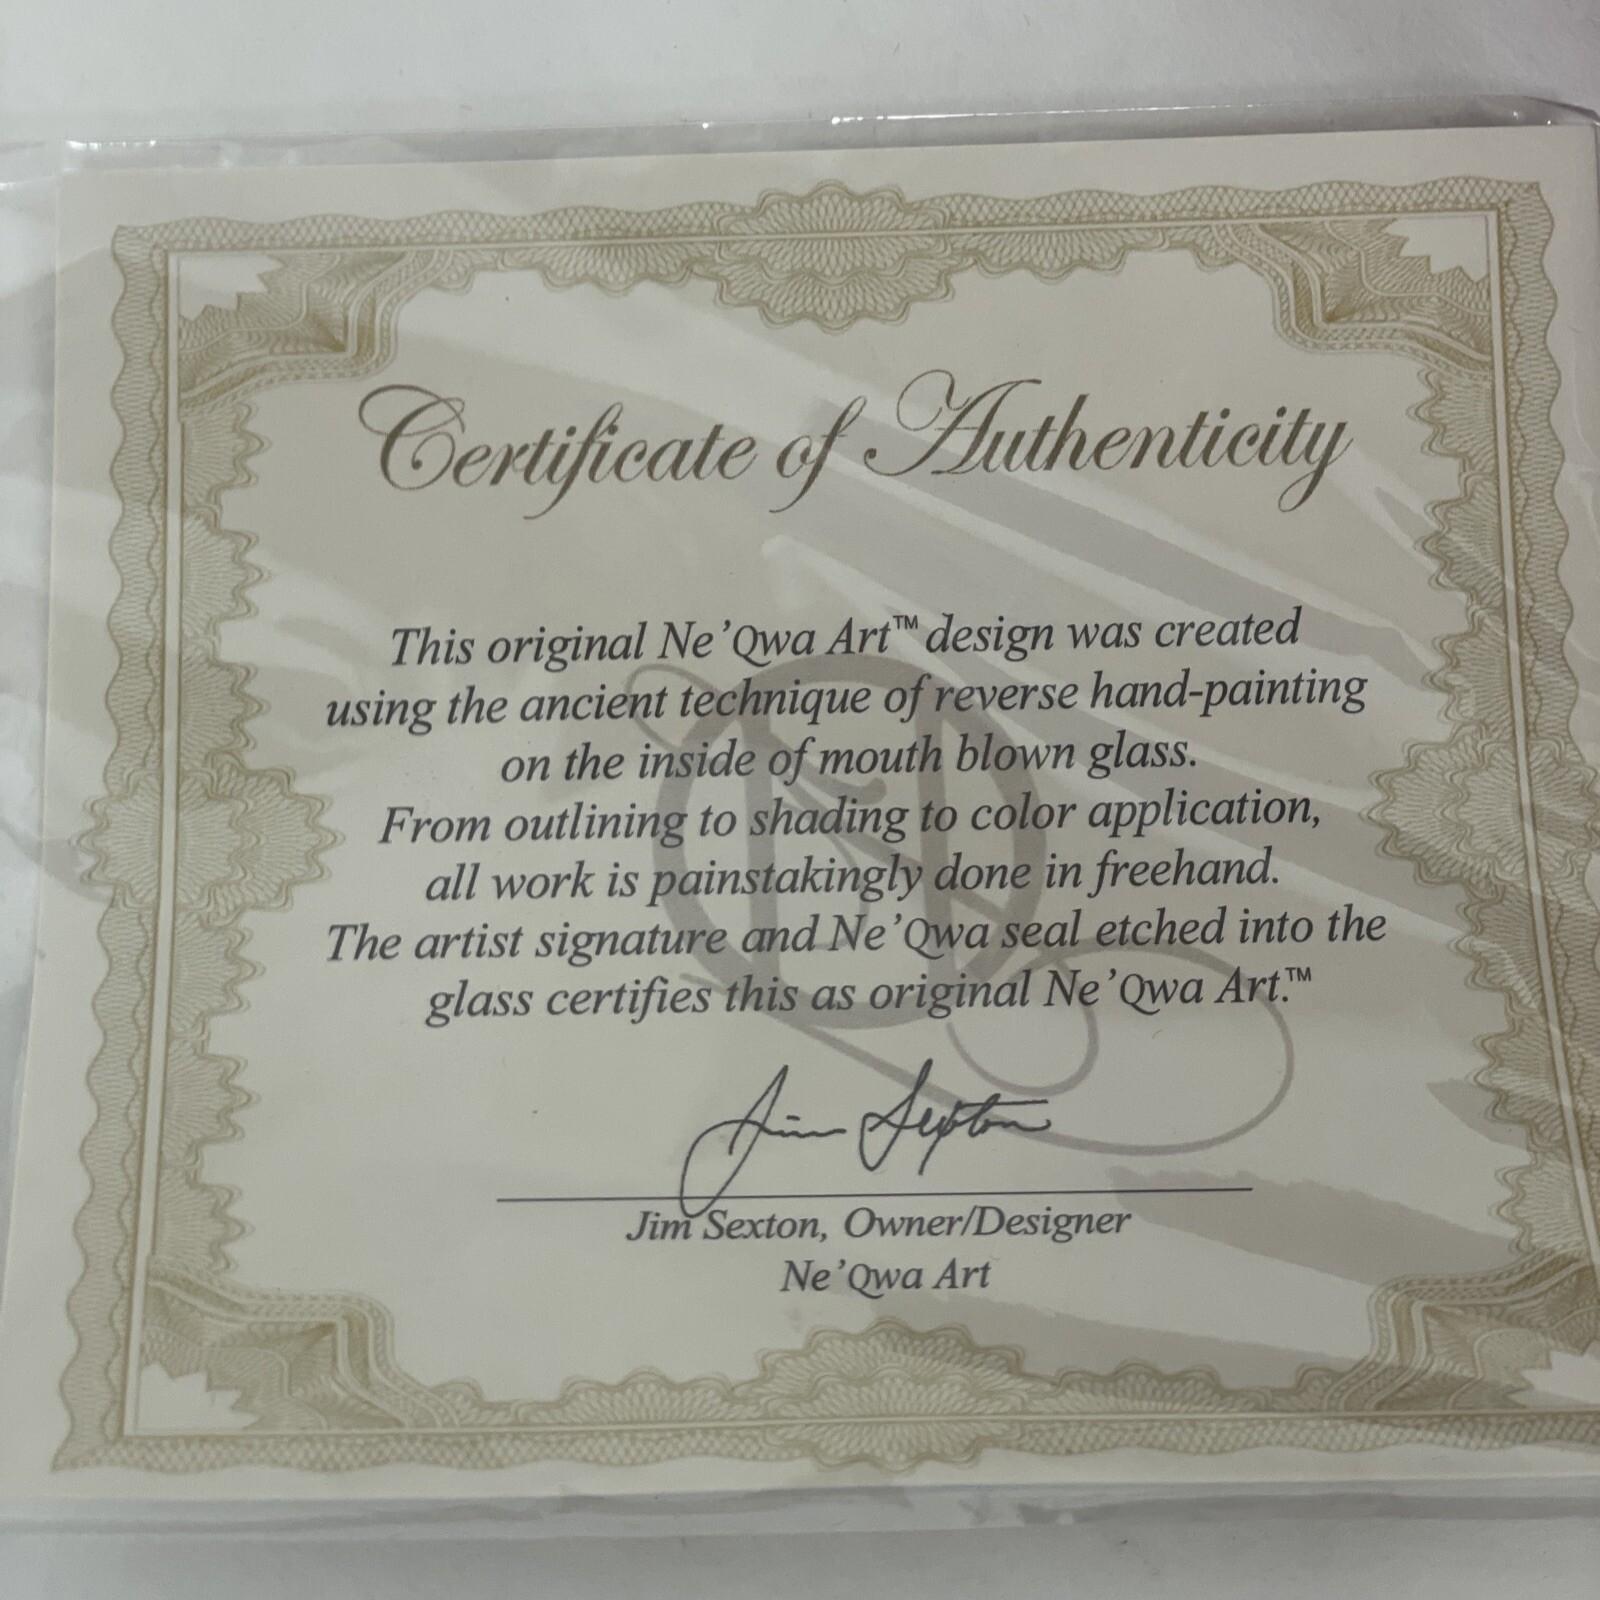 Certificate of Authenticity
This original Ne'Qwa Art™ design was created
using the ancient technique of reverse hand-painting
on the inside of mouth blown glass.
From outlining to shading to color application,
all work is painstakingly done in freehand.
The artist signature and Ne'Qwa seal etched into the
glass certifies this as original Ne'Qwa Art.™
Jim Sexton
Jim Sexton, Owner/Designer
Ne'Qwa Art